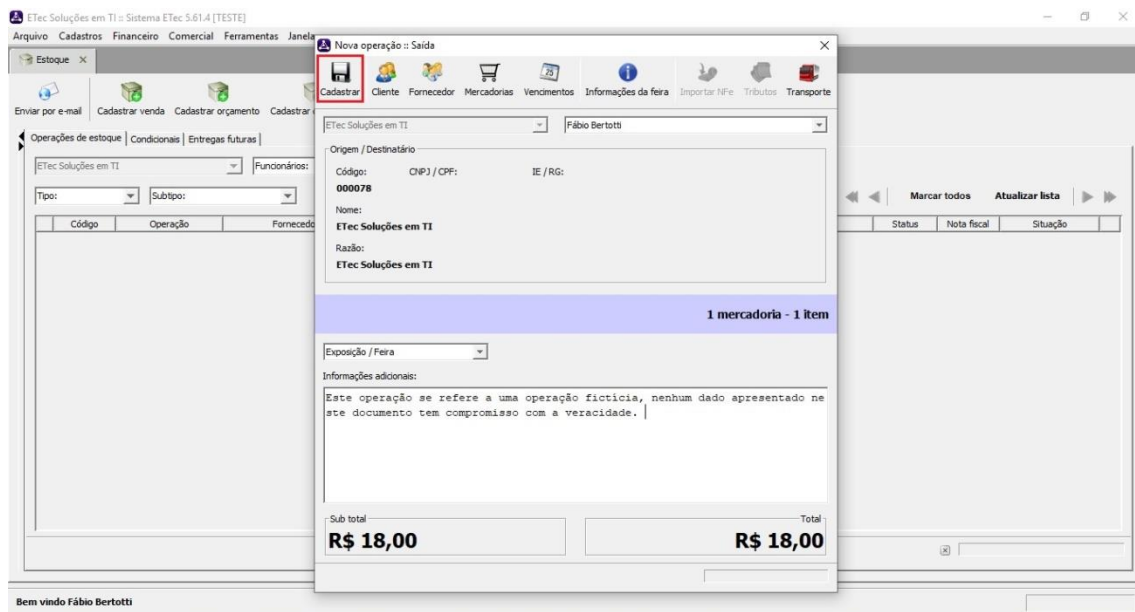 ETec Soluções em TI :: Sistema ETec 5.61.4 [TESTE]
Arquivo Cadastros Financeiro Comercial Ferramentas Janela
Estoque
Enviar por e-mail Cadastrar venda Cadastrar orçamento Cadastrar
Operações de estoque Condicionais Entregas futuras
ETec Soluções em TI Funcionários:
Tipo: Subtipo: Marcar todos Atualizar lista
Código Operação Fornecedo Status Nota fiscal Situação
Nova operação :: Saída
Cadastrar Cliente Fornecedor Mercadorias Vencimentos Informações da feira Importar NFe Tributos Transporte
ETec Soluções em TI Fábio Bertotti
Origem / Destinatário
Código: CNPJ / CPF: IE / RG:
000078
Nome:
ETec Soluções em TI
Razão:
ETec Soluções em TI
1 mercadoria - 1 item
Exposição / Feira
Informações adicionais:
Este operação se refere a uma operação fictícia, nenhum dado apresentado ne
ste documento tem compromisso com a veracidade.
Sub total Total
R$ 18,00 R$ 18,00
Bem vindo Fábio Bertotti